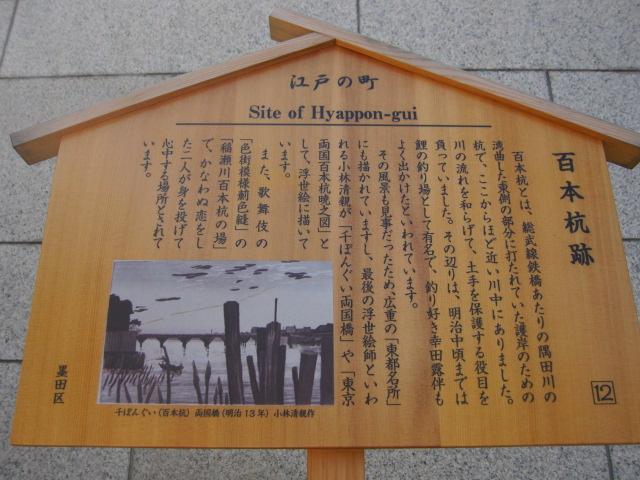 江戸の町
Site of Hyappon-gui
百本杭跡
百本杭とは、総武線鉄橋あたりの隅田川の
湾曲した東側の部分に打たれていた護岸のための
杭で、ここからほど近い川中にありました。
川の流れを和らげて、土手を保護する役目を
負っていました。その辺りは、明治中頃までは
鯉の釣り場として有名で、釣り好き幸田露伴も
よく出かけたといわれています。
その風景も見事だったため、広重の「東都名所」
にも描かれていますし、最後の浮世絵師といわ
れる小林清親が「千ぼんぐい両国橋」や「東京
両国百本杭暁之図」と
して、浮世絵に描いて
います。
また、歌舞伎の
「色街模様薊色縫」の
「稲瀬川百本杭の場」
で、かなわぬ恋をし
た二人が身を投げて
心中する場所とされて
います。
千ぼんぐい(百本杭)両国橋(明治13年)小林清親作
墨田区
12